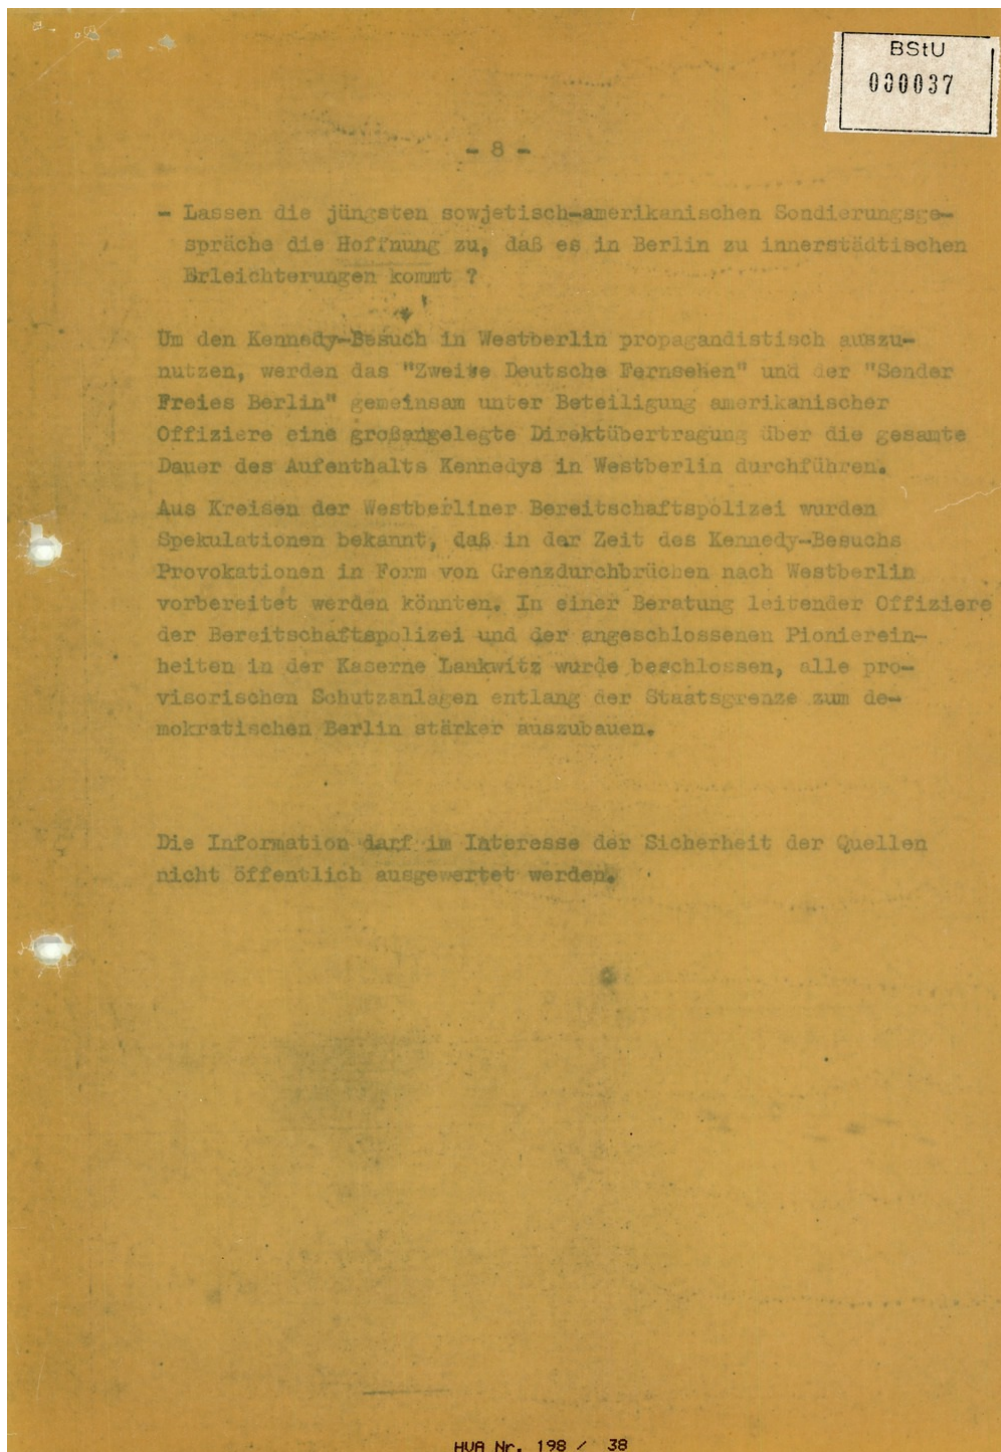 BStU
000037
- 8 -
- Lassen die jüngsten sowjetisch-amerikanischen Sondierungsge-
spräche die Hoffnung zu, daß es in Berlin zu innerstädtischen
Erleichterungen kommt ?
Um den Kennedy-Besuch in Westberlin propagandistisch auszu-
nutzen, werden das "Zweite Deutsche Fernsehen" und der "Sender
Freies Berlin" gemeinsam unter Beteiligung amerikanischer
Offiziere eine großangelegte Direktübertragung über die gesamte
Dauer des Aufenthalts Kennedys in Westberlin durchführen.
Aus Kreisen der Westberliner Bereitschaftspolizei wurden
Spekulationen bekannt, daß in der Zeit des Kennedy-Besuchs
Provokationen in Form von Grenzdurchbrüchen nach Westberlin
vorbereitet werden könnten. In einer Beratung leitender Offiziere
der Bereitschaftspolizei und der angeschlossenen Pionierein-
heiten in der Kaserne Lankwitz wurde beschlossen, alle pro-
visorischen Schutzanlagen entlang der Staatsgrenze zum de-
mokratischen Berlin stärker auszubauen.
Die Information darf im Interesse der Sicherheit der Quellen
nicht öffentlich ausgewertet werden.
HVA Nr. 198 / 38